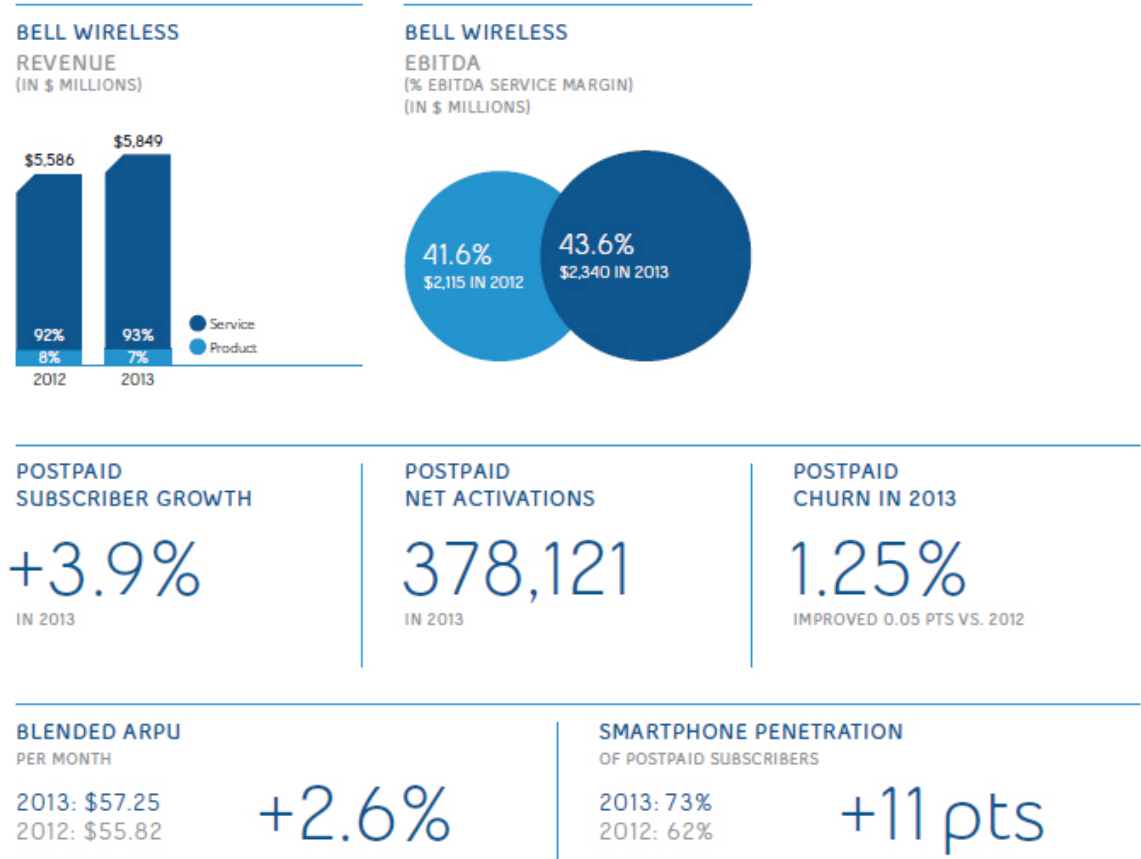 BELL WIRELESS
REVENUE
(IN $ MILLIONS)
$5,586
$5,849
92%
93%
8%
7%
2012
2013
Service
Product
BELL WIRELESS
EBITDA
(% EBITDA SERVICE MARGIN)
(IN $ MILLIONS)
41.6%
$2,115 IN 2012
43.6%
$2,340 IN 2013
POSTPAID
SUBSCRIBER GROWTH
+3.9%
IN 2013
POSTPAID
NET ACTIVATIONS
378,121
IN 2013
POSTPAID
CHURN IN 2013
1.25%
IMPROVED 0.05 PTS VS. 2012
BLENDED ARPU
PER MONTH
2013: $57.25
2012: $55.82
+2.6%
SMARTPHONE PENETRATION
OF POSTPAID SUBSCRIBERS
2013: 73%
2012: 62%
+11 pts